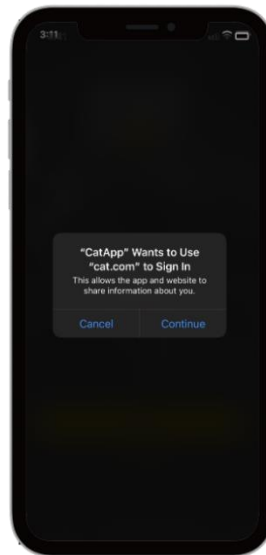 3:11
“CatApp” Wants to Use
“cat.com” to Sign In
This allows the app and website to
share information about you.
Cancel
Continue